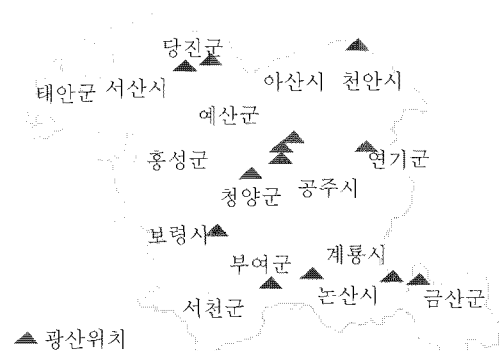 당진군
태안군 서산시 아산시 천안시
예산군
홍성군 연기군
청양군 공주시
보령시
부여군 계룡시
서천군 논산시 금산군
광산위치